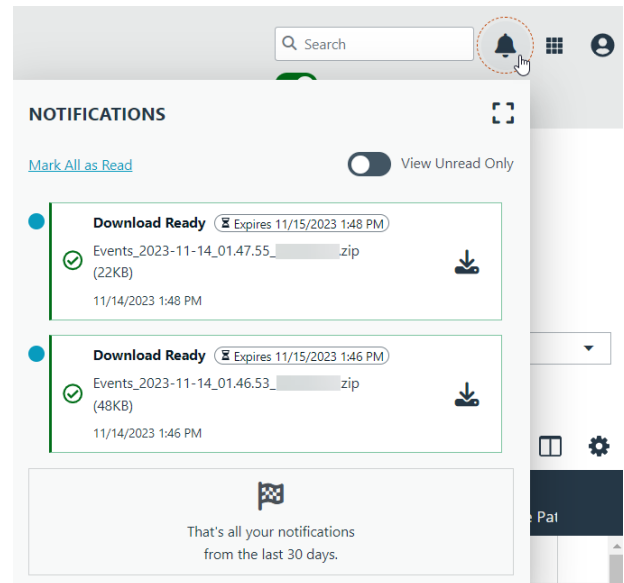 Search
NOTIFICATIONS
Mark All as Read
View Unread Only
Download Ready
Expires 11/15/2023 1:48 PM
Events_2023-11-14_01.47.55_ .zip
(22KB)
11/14/2023 1:48 PM
Download Ready
Expires 11/15/2023 1:46 PM
Events_2023-11-14_01.46.53_ zip
(48KB)
11/14/2023 1:46 PM
That's all your notifications
from the last 30 days.
Pat